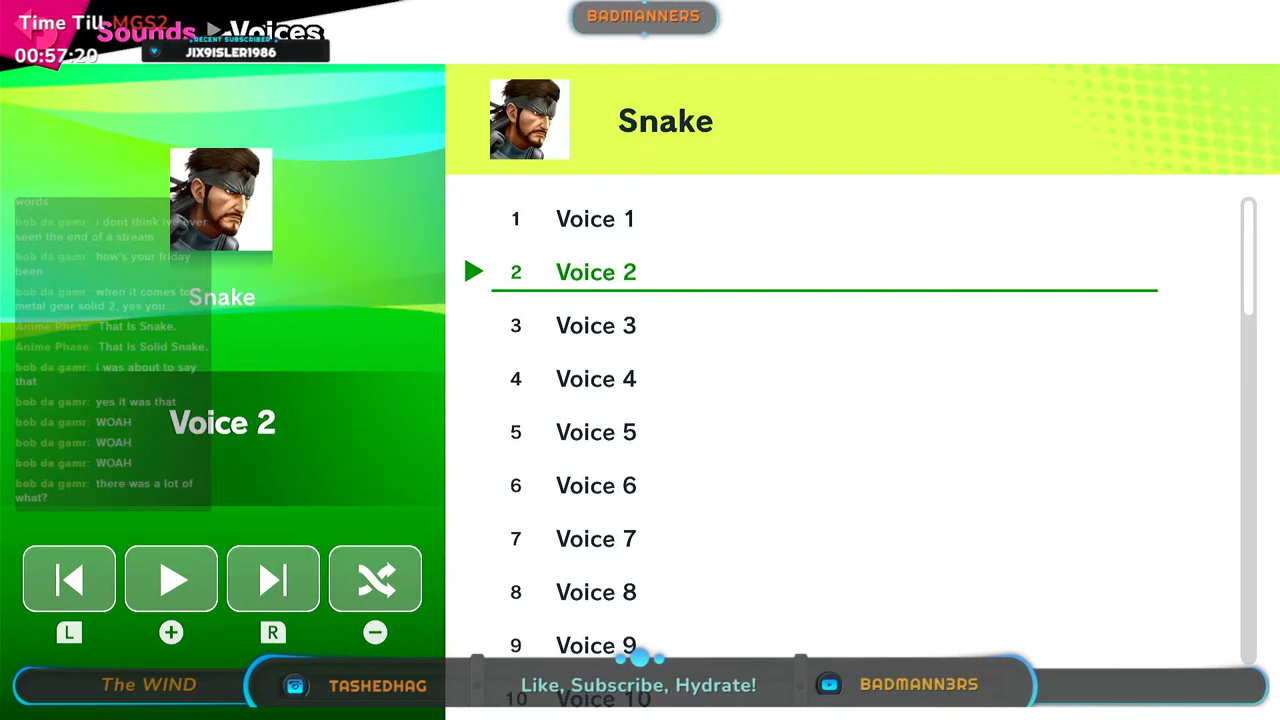 Time Till MGS2
Sounds ▶ Voices
00:57:20
RECENT SUBSCRIBER
JIX9ISLER1986
BADMANNERS
Snake
words
bob da gamr: i dont think ive ever
seen the end of a stream
bob da gamr: how's your friday
been
bob da gamr: when it comes to
metal gear solid 2, yes you
Anime Phase: That Is Snake.
Anime Phase: That Is Solid Snake.
bob da gamr: i was about to say
that
bob da gamr: yes it was that
bob da gamr: WOAH
bob da gamr: WOAH
bob da gamr: WOAH
bob da gamr: there was a lot of
what?
Snake
Voice 2
L
+
R
−
1 Voice 1
2 Voice 2
3 Voice 3
4 Voice 4
5 Voice 5
6 Voice 6
7 Voice 7
8 Voice 8
9 Voice 9
10 Voice 10
The WIND
TASHEDHAG
Like, Subscribe, Hydrate!
BADMANN3RS